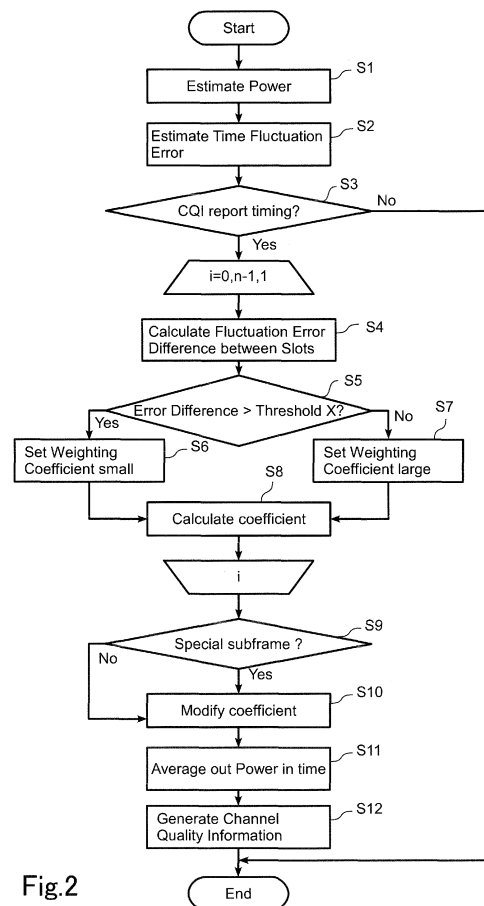 Start
S1
Estimate Power
S2
Estimate Time Fluctuation
Error
S3
CQI report timing?
No
Yes
i=0,n-1,1
S4
Calculate Fluctuation Error
Difference between Slots
S5
Error Difference > Threshold X?
Yes
No
S6
S7
Set Weighting
Coefficient small
Set Weighting
Coefficient large
S8
Calculate coefficient
i
S9
Special subframe ?
No
Yes
S10
Modify coefficient
S11
Average out Power in time
S12
Generate Channel
Quality Information
End
Fig.2